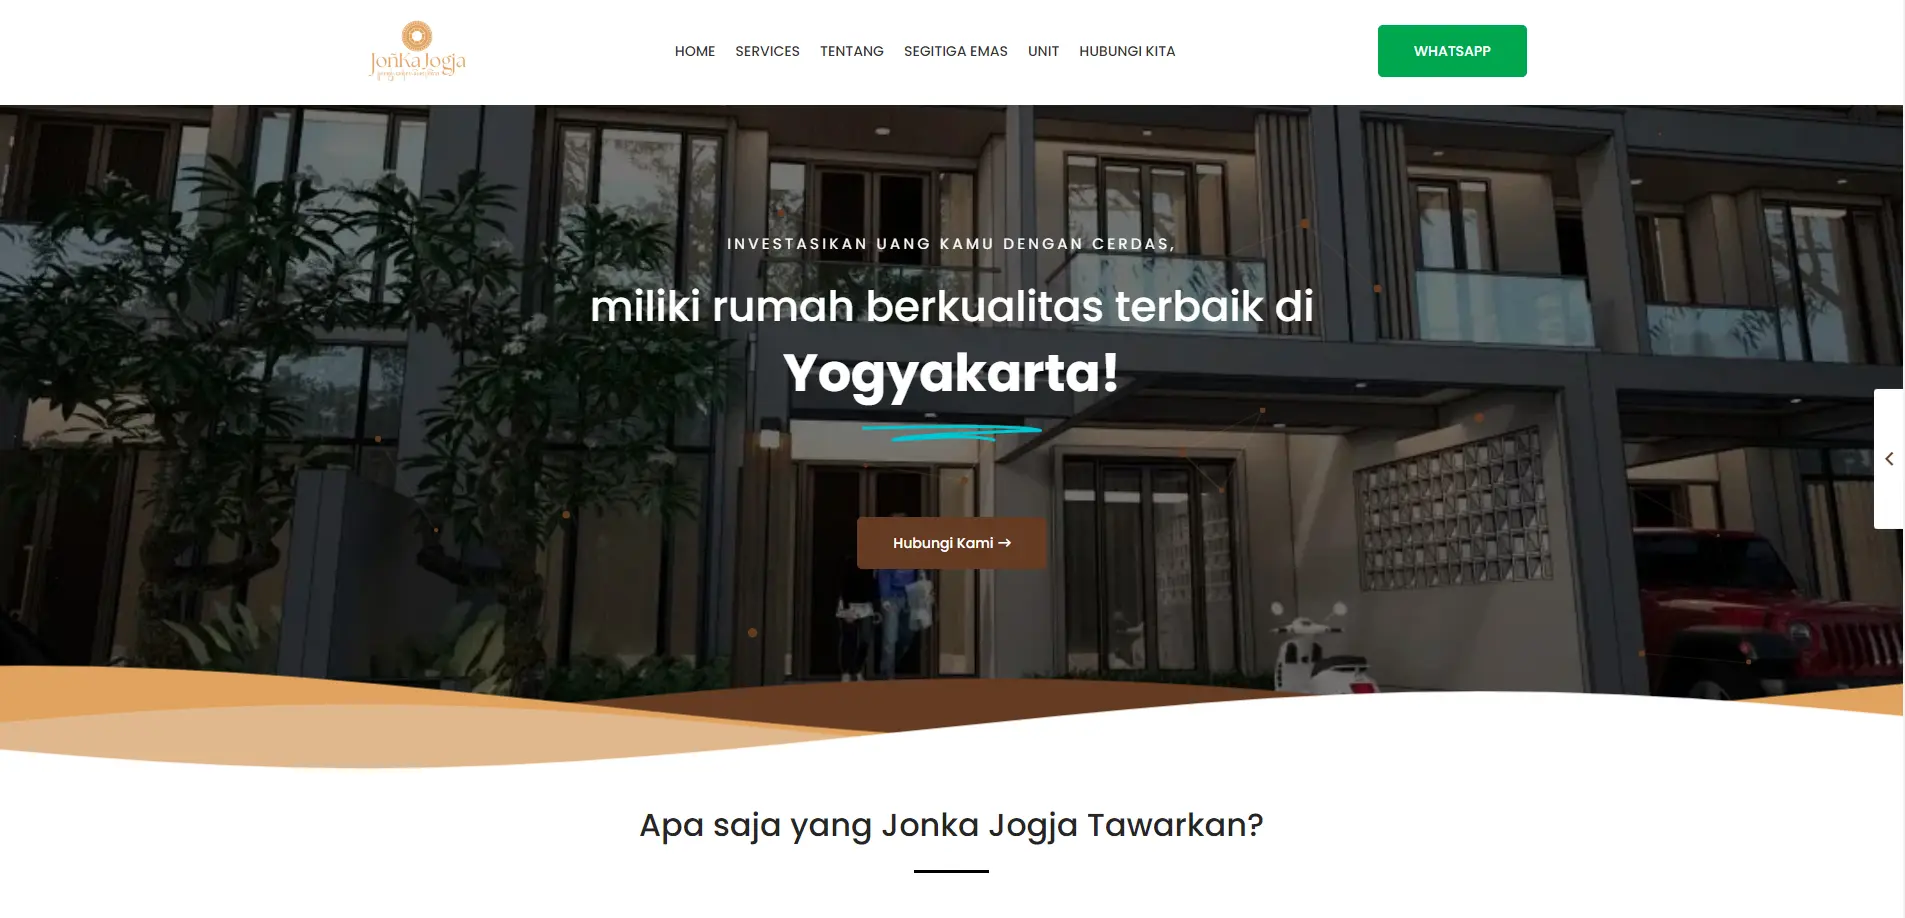 JonkaJogja
HOME SERVICES TENTANG SEGITIGA EMAS UNIT HUBUNGI KITA
WHATSAPP
INVESTASIKAN UANG KAMU DENGAN CERDAS,
miliki rumah berkualitas terbaik di
Yogyakarta!
Hubungi Kami →
Apa saja yang Jonka Jogja Tawarkan?